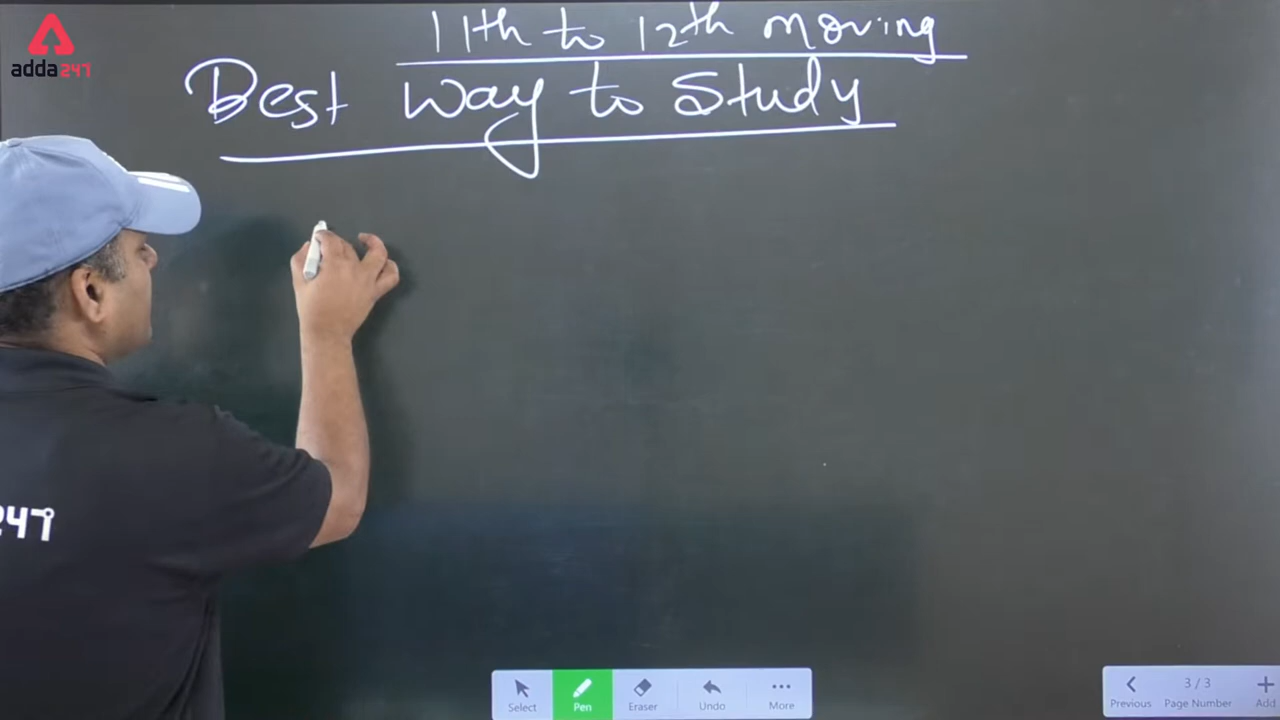 adda247
11th to 12th moving
Best way to Study
247
Select
Pen
Eraser
Undo
More
3/3
Previous
Page Number
Add